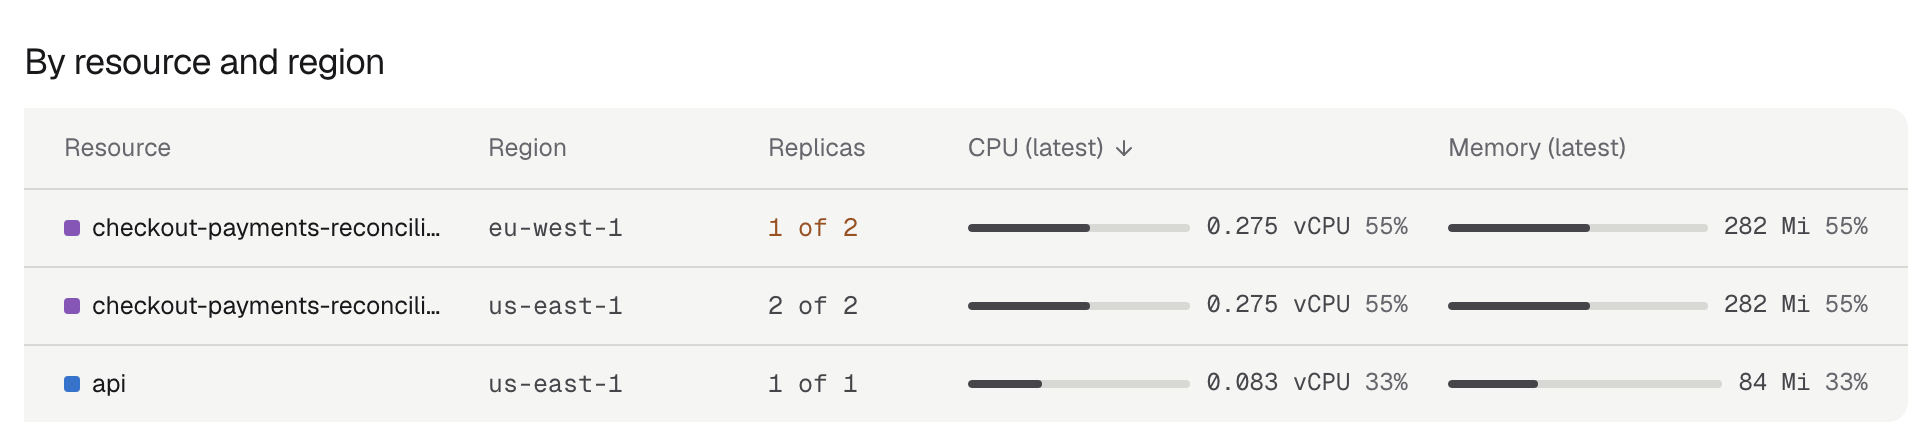 By resource and region
Resource Region Replicas CPU (latest) ↓ Memory (latest)
checkout-payments-reconcili… eu-west-1 1 of 2 0.275 vCPU 55% 282 Mi 55%
checkout-payments-reconcili… us-east-1 2 of 2 0.275 vCPU 55% 282 Mi 55%
api us-east-1 1 of 1 0.083 vCPU 33% 84 Mi 33%